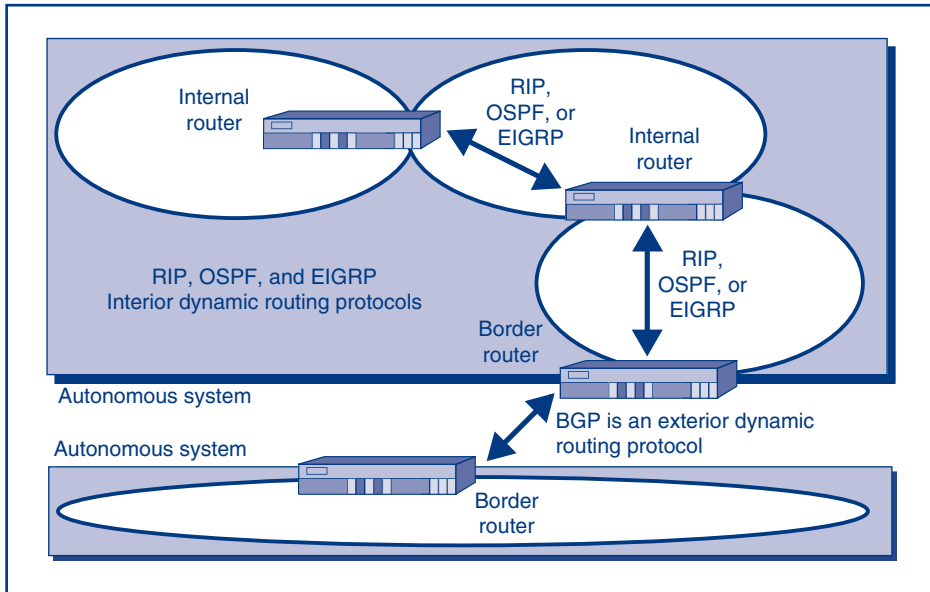 Internal
router
RIP,
OSPF, or
EIGRP
Internal
router
RIP, OSPF, and EIGRP
Interior dynamic routing protocols
RIP,
OSPF, or
EIGRP
Border
router
Autonomous system
BGP is an exterior dynamic
routing protocol
Autonomous system
Border
router